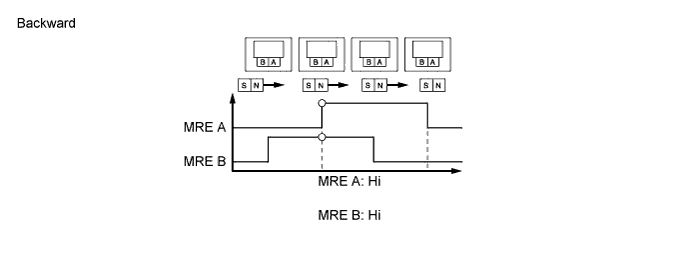 Backward
B A B A B A B A
S N S N S N S N
MRE A
MRE B
MRE A: Hi
MRE B: Hi